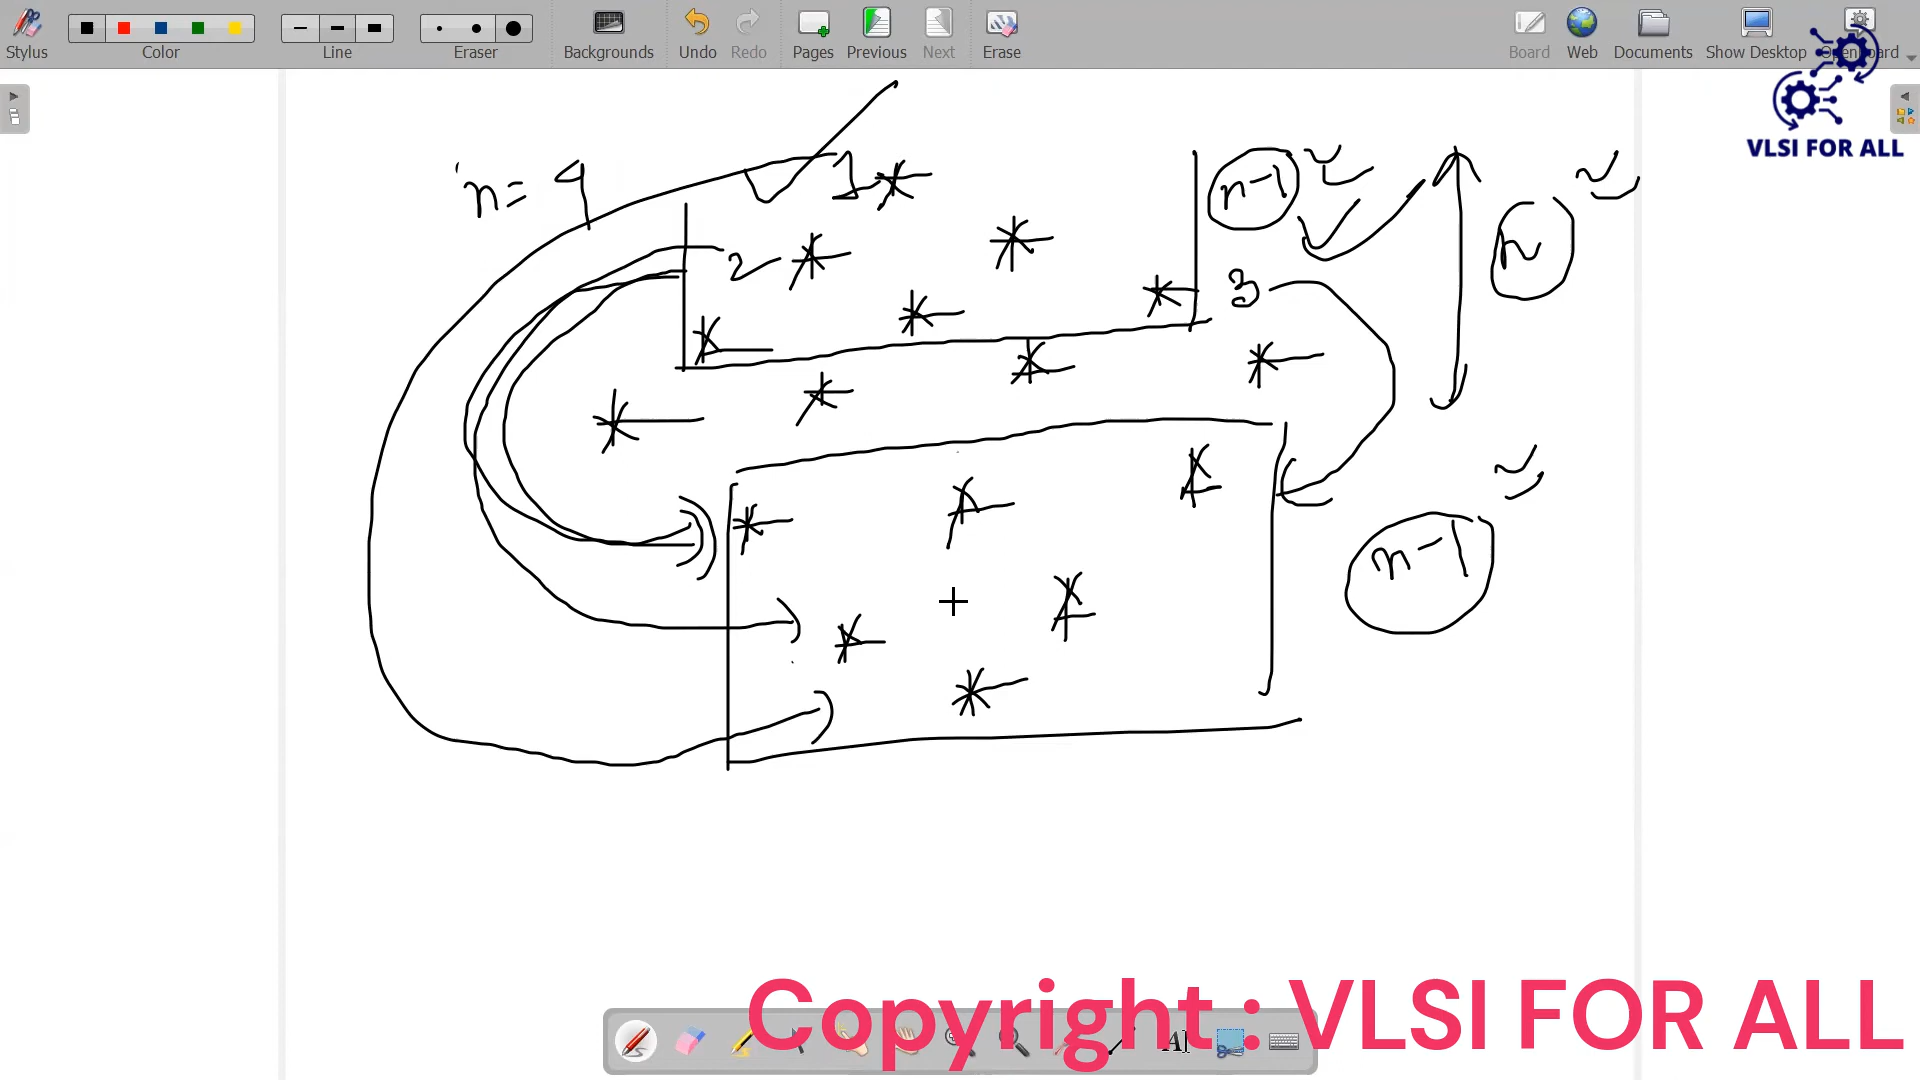 Stylus Color Line Eraser Backgrounds Undo Redo Pages Previous Next Erase Board Web Documents Show Desktop OpenBoard
VLSI FOR ALL
n= 4
1 *
n-1
n
2 * *
* * * 3
* * * *
* * *
n-1
* *
*
Copyright : VLSI FOR ALL